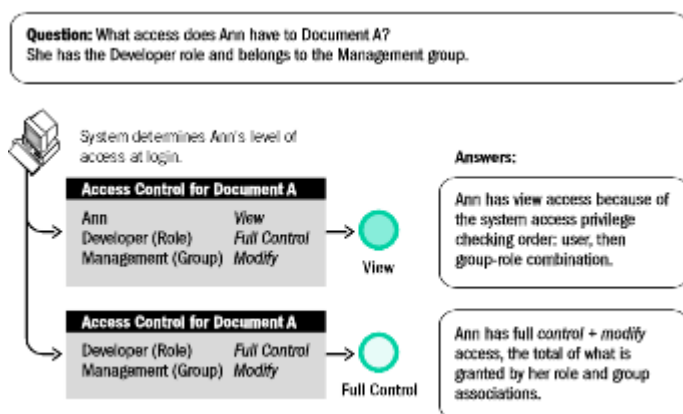 Question: What access does Ann have to Document A?
She has the Developer role and belongs to the Management group.
System determines Ann's level of
access at login.
Access Control for Document A
Ann View
Developer (Role) Full Control
Management (Group) Modify
View
Answers:
Ann has view access because of
the system access privilege
checking order: user, then
group-role combination.
Access Control for Document A
Developer (Role) Full Control
Management (Group) Modify
Full Control
Ann has full control + modify
access, the total of what is
granted by her role and group
associations.